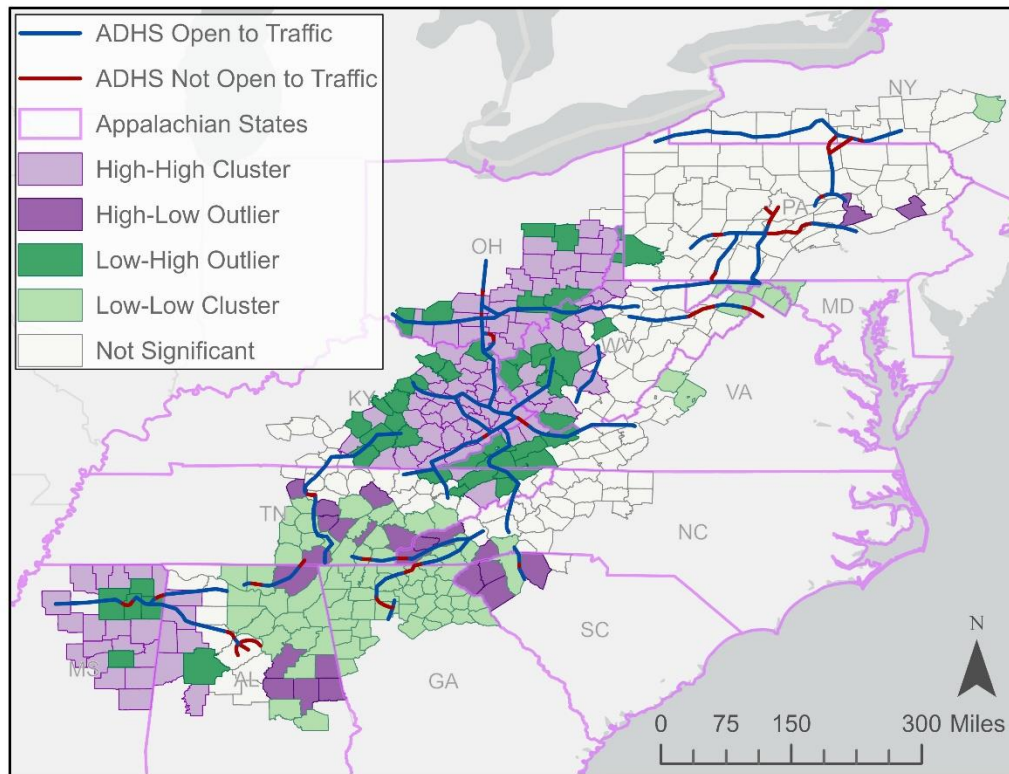 ADHS Open to Traffic
ADHS Not Open to Traffic
Appalachian States
High-High Cluster
High-Low Outlier
Low-High Outlier
Low-Low Cluster
Not Significant
NY
PA
OH
MD
WV
VA
KY
TN
NC
SC
MS
AL
GA
N
0 75 150 300 Miles